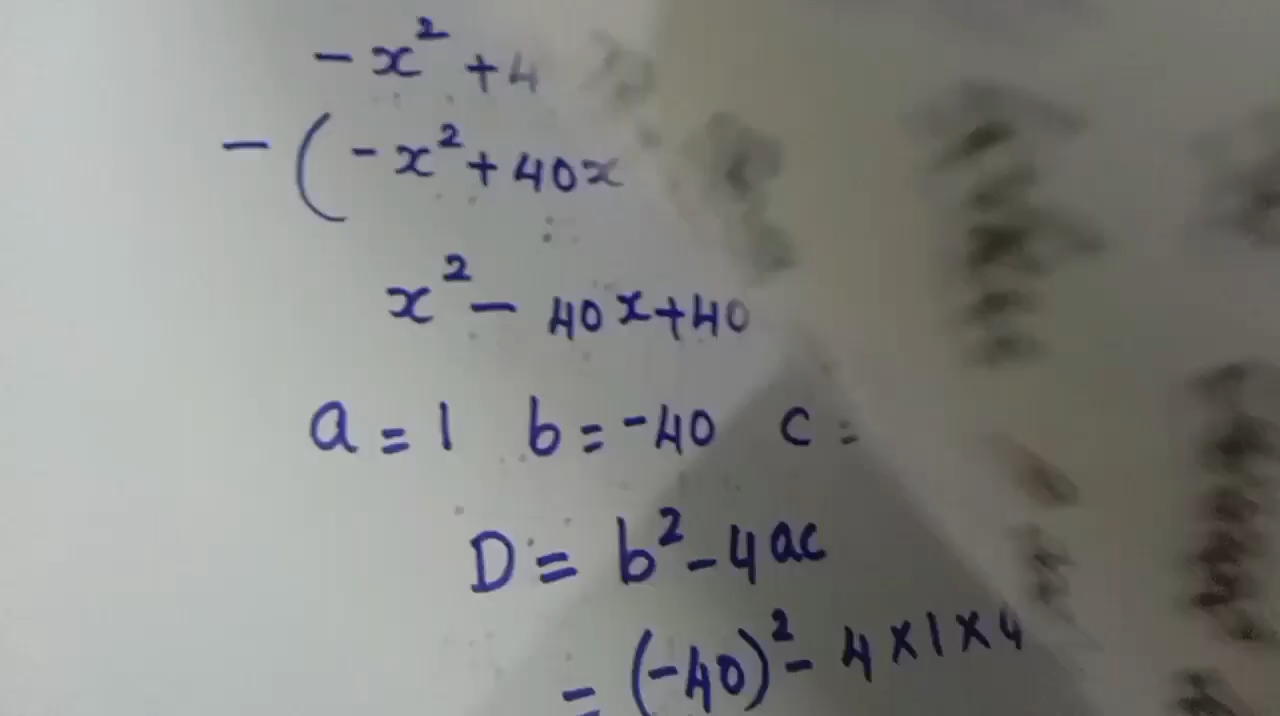 -x² + 4
-(-x² + 40x
x² - 40x + 40
a = 1 b = -40 c =
D = b² - 4ac
= (-40)² - 4 × 1 × 4